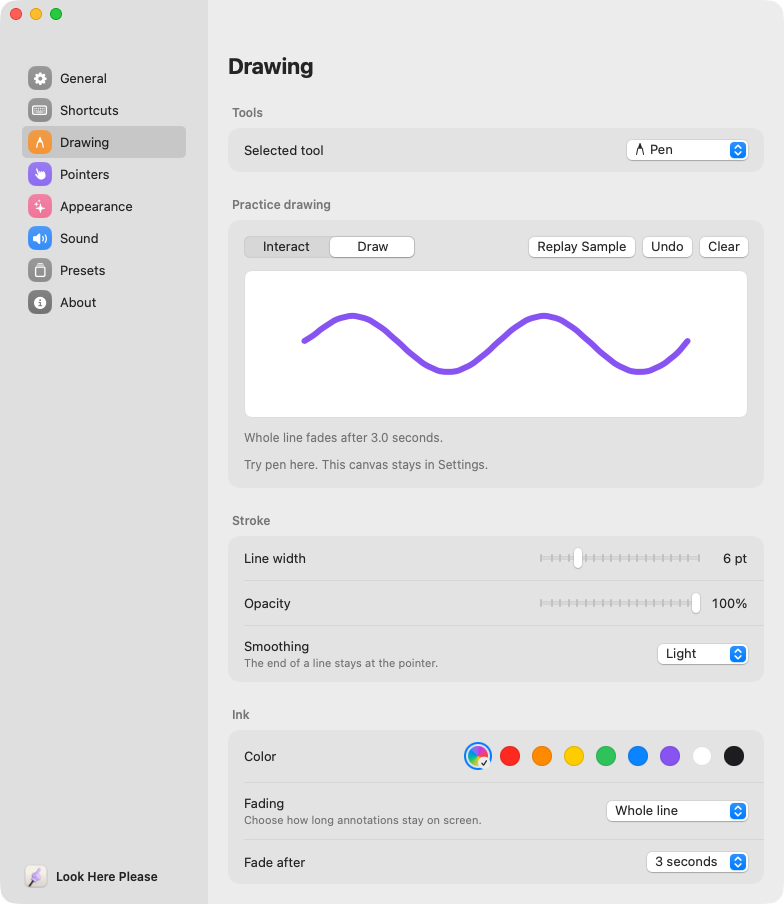 General
Shortcuts
Drawing
Pointers
Appearance
Sound
Presets
About
Look Here Please
Drawing
Tools
Selected tool
Pen
Practice drawing
Interact
Draw
Replay Sample
Undo
Clear
Whole line fades after 3.0 seconds.
Try pen here. This canvas stays in Settings.
Stroke
Line width
6 pt
Opacity
100%
Smoothing
The end of a line stays at the pointer.
Light
Ink
Color
Fading
Choose how long annotations stay on screen.
Whole line
Fade after
3 seconds